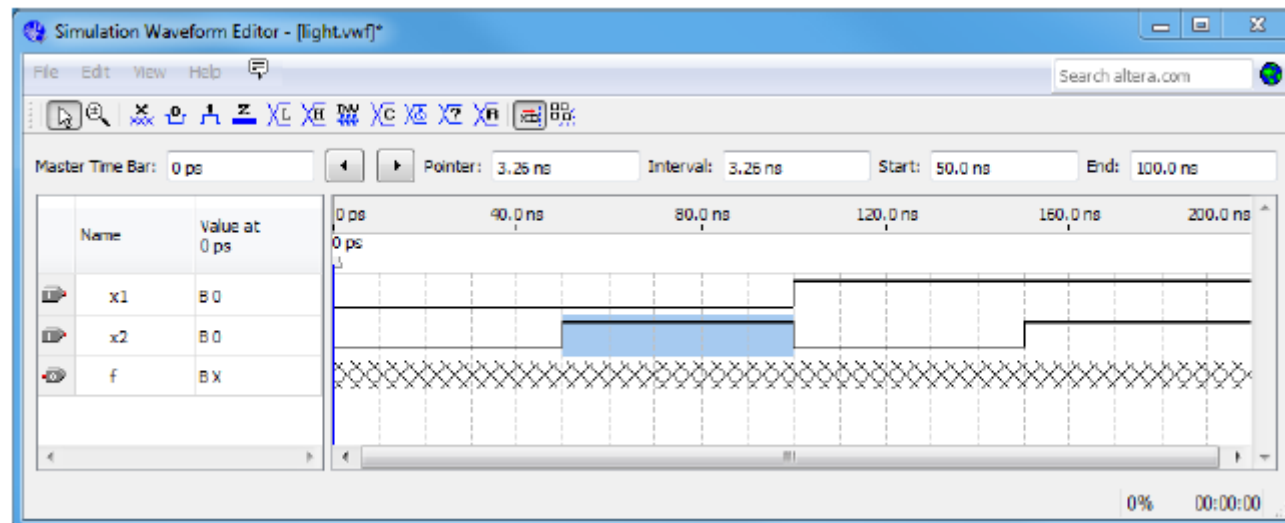 Simulation Waveform Editor - [light.vwf]*
File Edit View Help
Search altera.com
Master Time Bar: 0 ps Pointer: 3.26 ns Interval: 3.26 ns Start: 50.0 ns End: 100.0 ns
Name Value at 0 ps
0 ps 40.0 ns 80.0 ns 120.0 ns 160.0 ns 200.0 ns
0 ps
x1 B 0
x2 B 0
f B X
0% 00:00:00